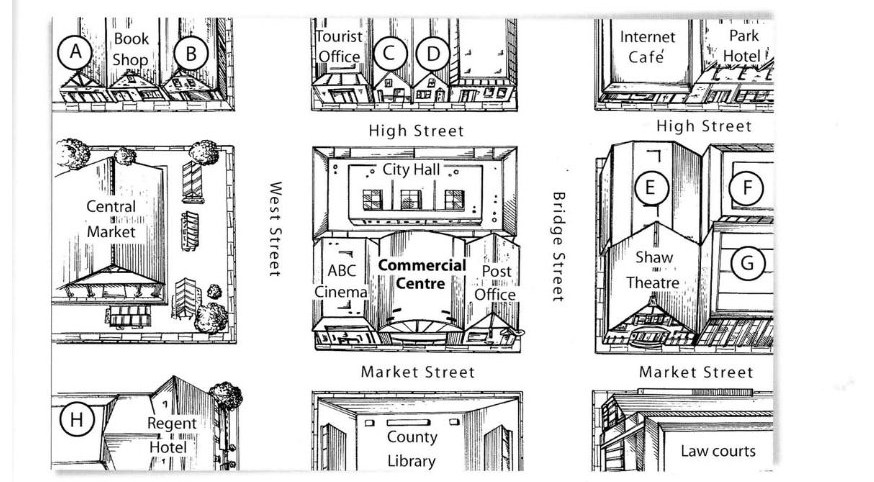 A
Book
Shop
B
Tourist
Office
C
D
Internet
Café
Park
Hotel
High Street
High Street
Central
Market
West Street
City Hall
ABC
Cinema
Commercial
Centre
Post
Office
Bridge Street
E
F
Shaw
Theatre
G
Market Street
Market Street
H
Regent
Hotel
County
Library
Law courts